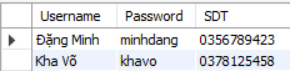 Username Password SDT
Đặng Minh minhdang 0356789423
Kha Võ khavo 0378125458